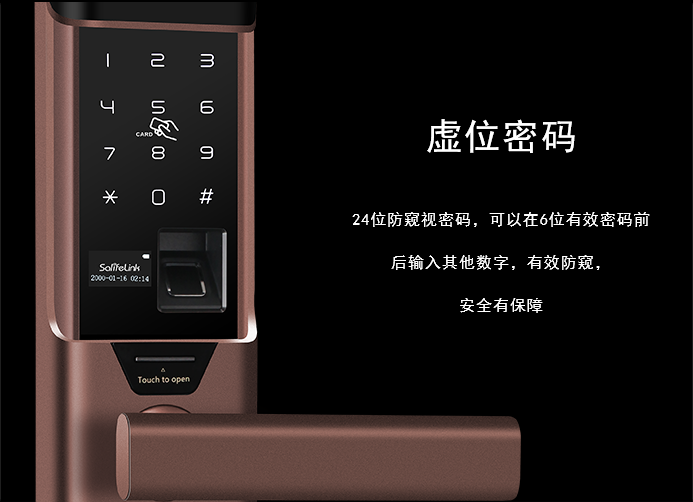 1 2 3
4 5 6
CARD
7 8 9
* 0 #
2000-01-16 02:14
Touch to open
虚位密码
24位防窥视密码，可以在6位有效密码前
后输入其他数字，有效防窥，
安全有保障